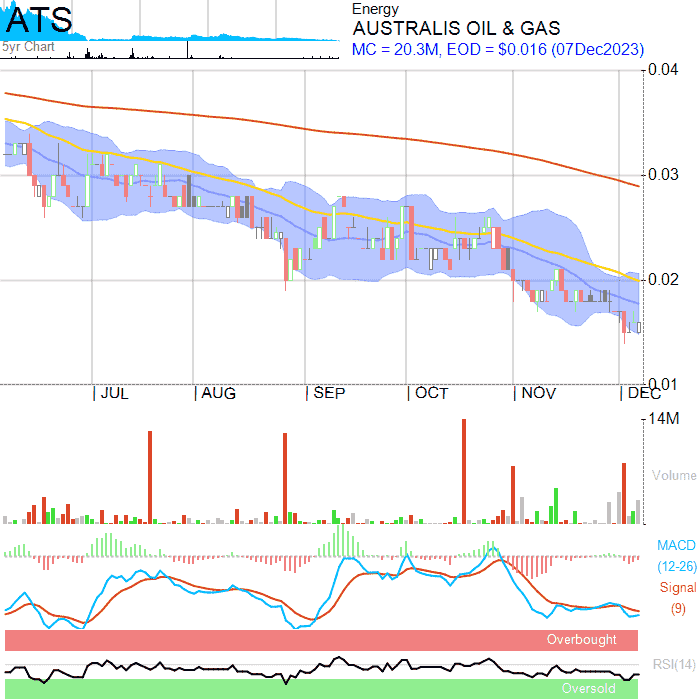 ATS
5yr Chart
Energy
AUSTRALIS OIL & GAS
MC = 20.3M, EOD = $0.016 (07Dec2023)
0.04
0.03
0.02
0.01
JUL AUG SEP OCT NOV DEC
14M
Volume
MACD
(12-26)
Signal
(9)
Overbought
RSI(14)
Oversold